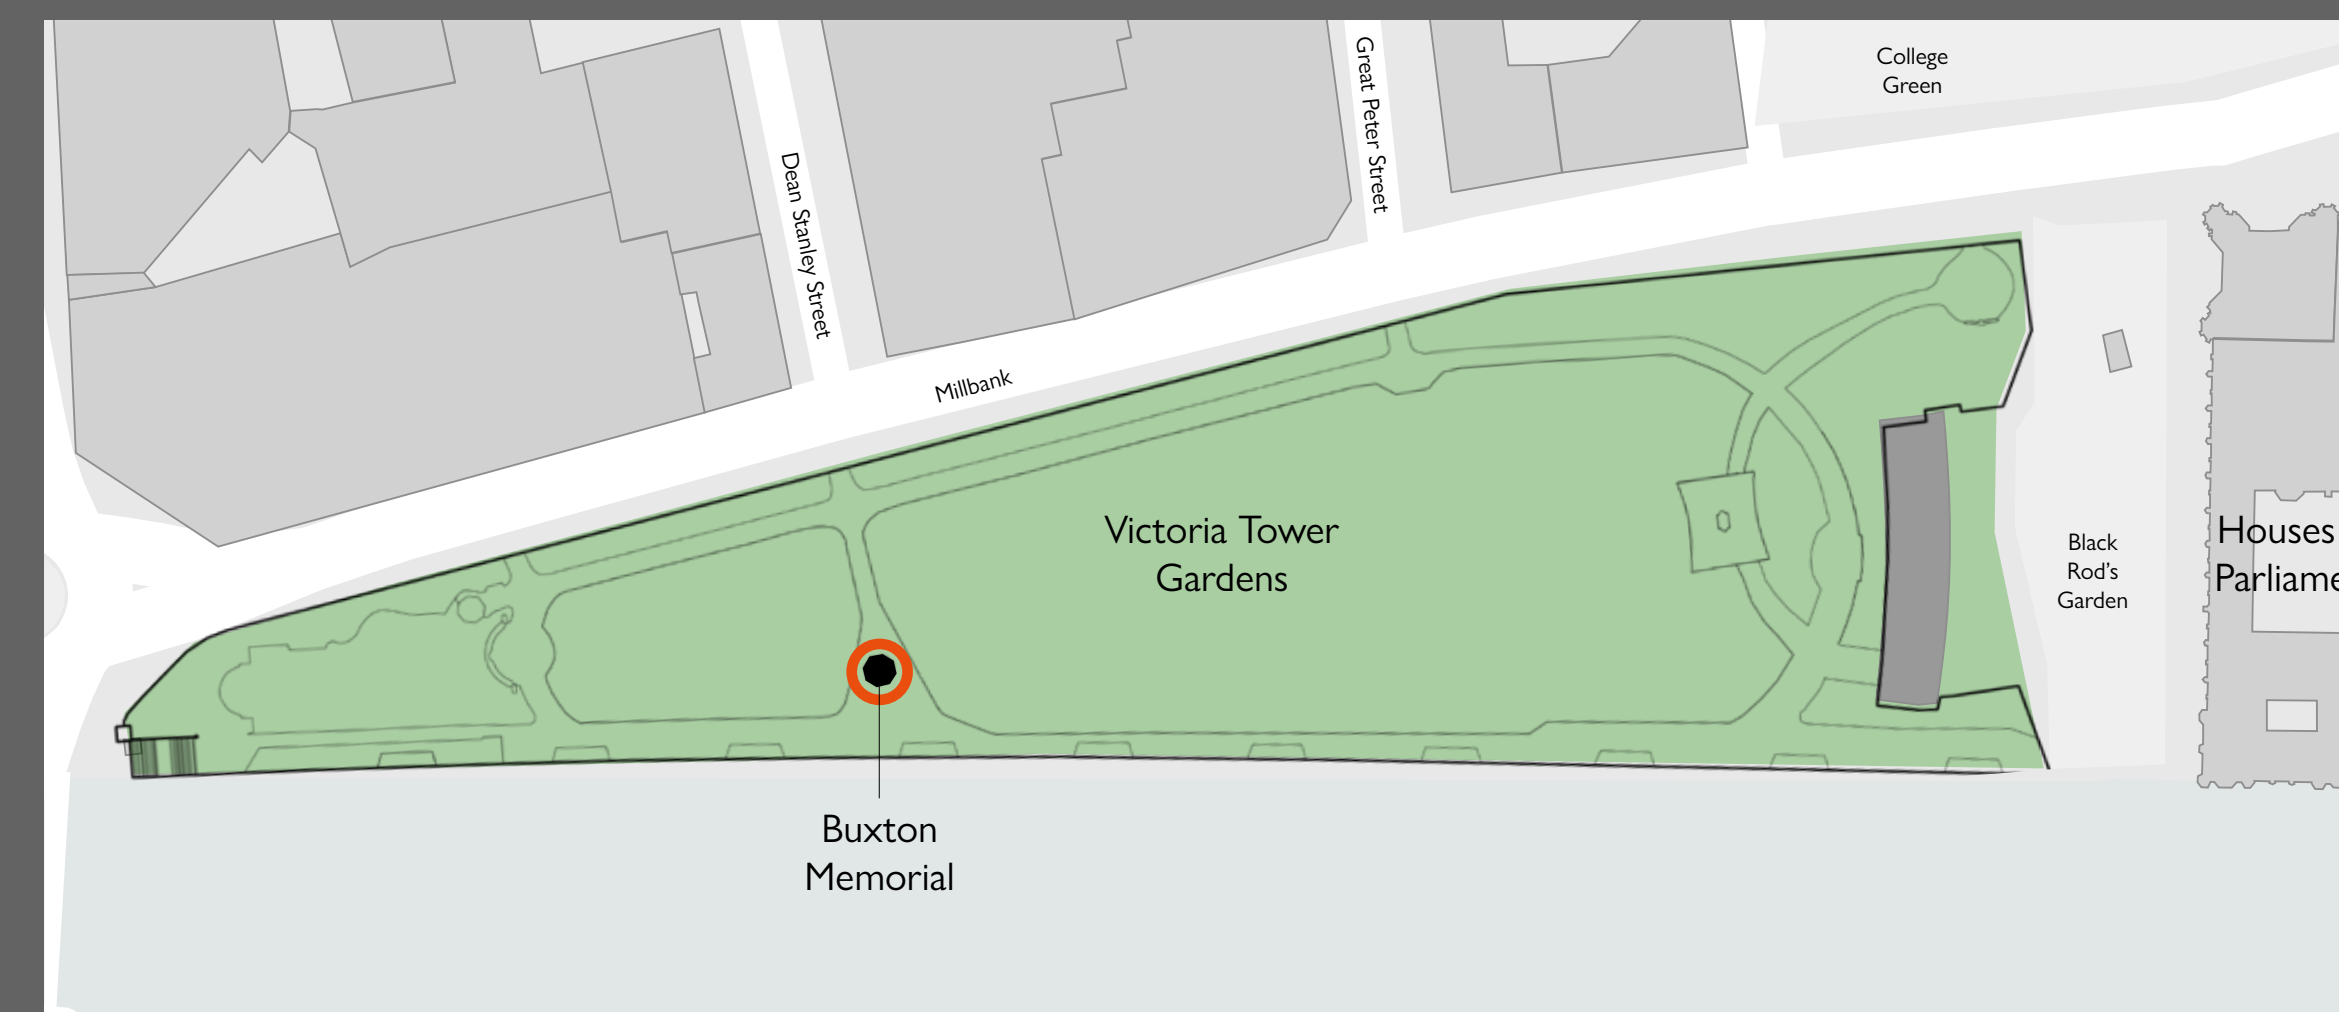 College
Green
Great Peter Street
Dean Stanley Street
Millbank
Victoria Tower
Gardens
Black
Rod's
Garden
Houses
Parliame
Buxton
Memorial